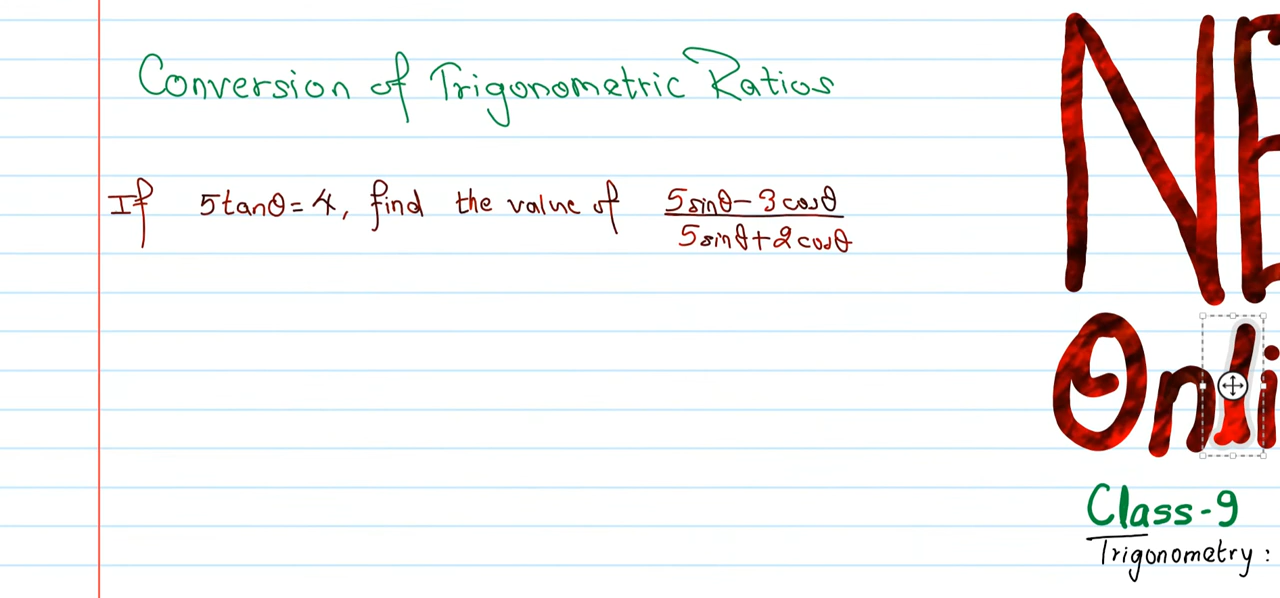 Conversion of Trigonometric Ratios
If 5tanθ=4, find the value of 5sinθ-3cosθ/5sinθ+2cosθ
NE
Onli
Class-9
Trigonometry: